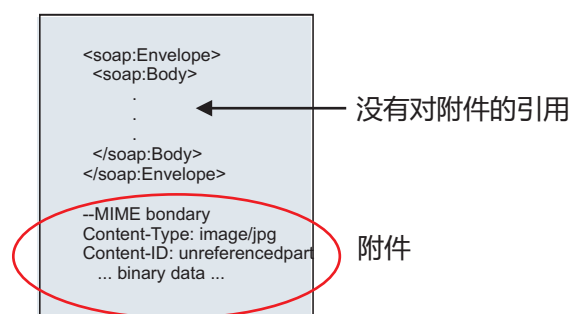 <soap:Envelope>
<soap:Body>
.
.
.
</soap:Body>
</soap:Envelope>
没有对附件的引用
--MIME bondary
Content-Type: image/jpg
Content-ID: unreferencedpart
... binary data ...
附件